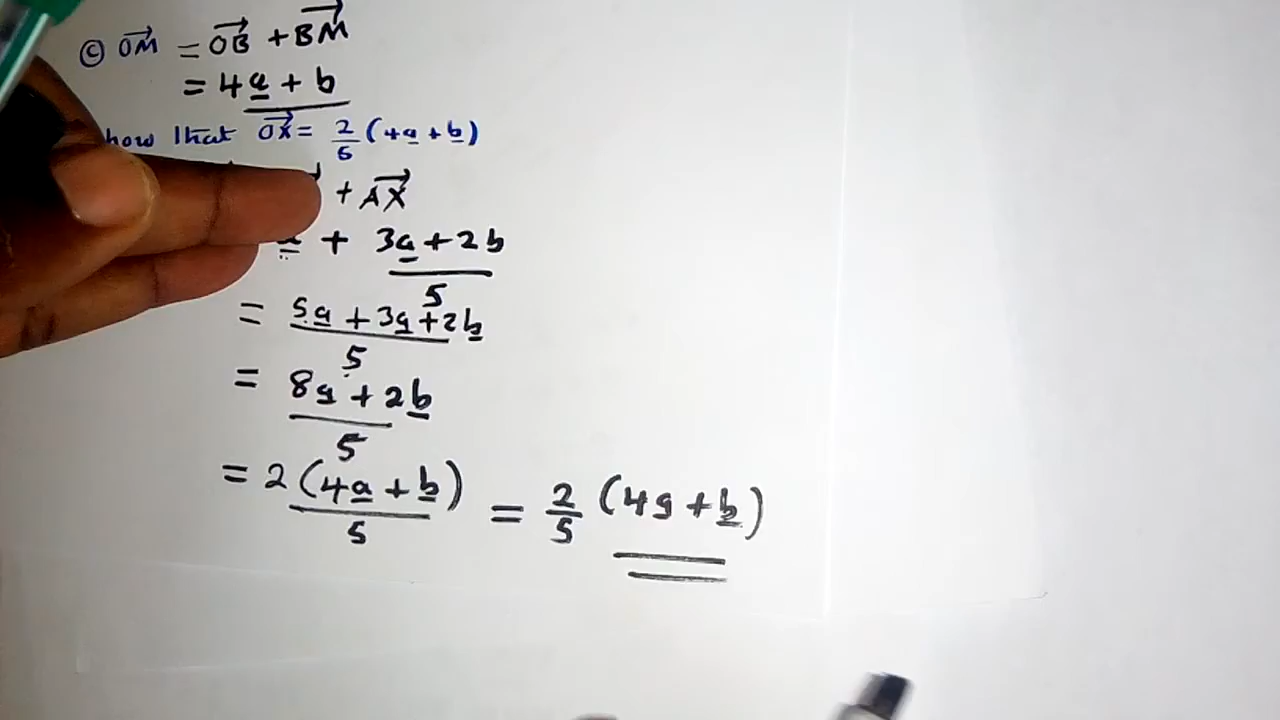 © OM = OB + BM
= 4a + b
how that OX = 2/5 (4a + b)
+ AX
a + 3a + 2b / 5
= 5a + 3a + 2b / 5
= 8a + 2b / 5
= 2(4a + b) / 5 = 2/5 (4a + b)